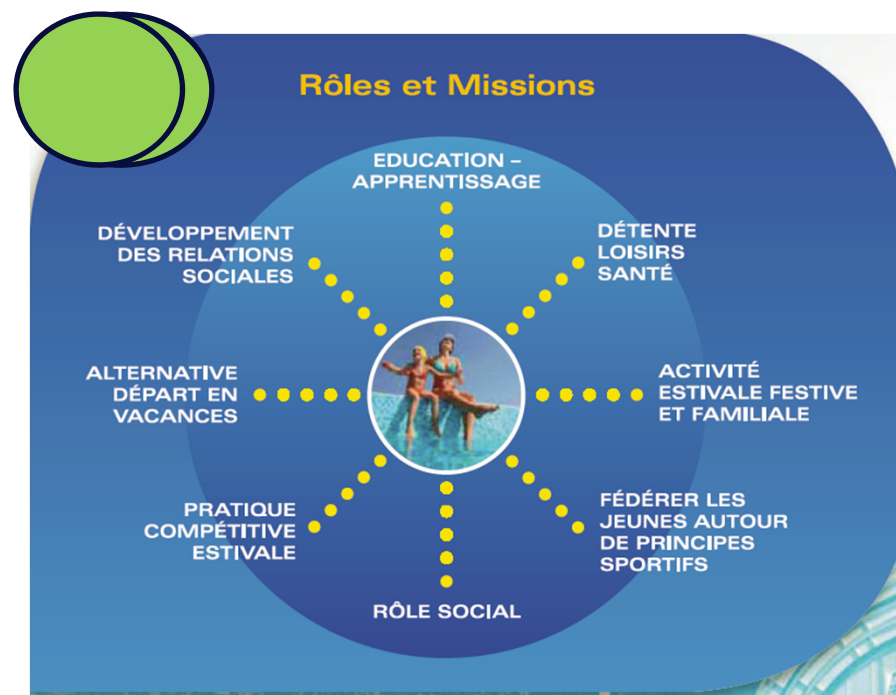 Rôles et Missions
EDUCATION –
APPRENTISSAGE
DÉTENTE
LOISIRS
SANTÉ
ACTIVITÉ
ESTIVALE FESTIVE
ET FAMILIALE
FÉDÉRER LES
JEUNES AUTOUR
DE PRINCIPES
SPORTIFS
RÔLE SOCIAL
PRATIQUE
COMPÉTITIVE
ESTIVALE
ALTERNATIVE
DÉPART EN
VACANCES
DÉVELOPPEMENT
DES RELATIONS
SOCIALES